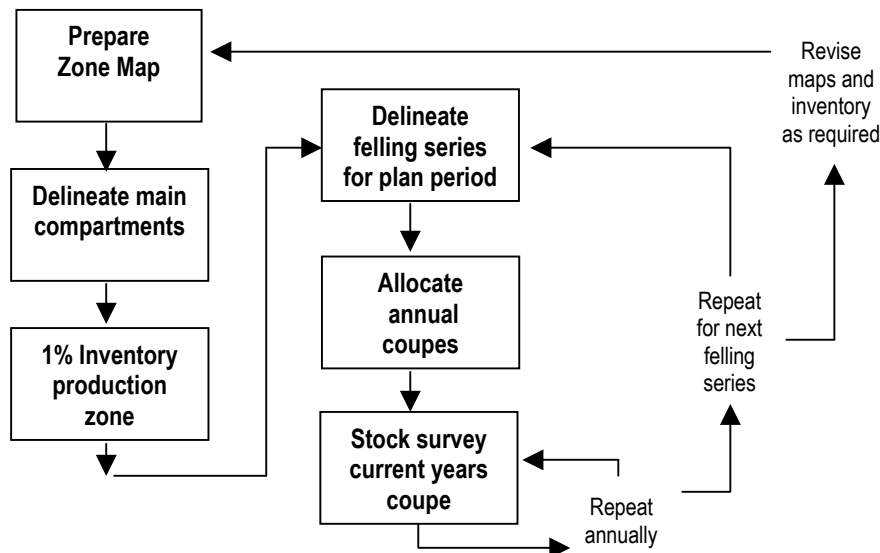 Prepare
Zone Map
Delineate main
compartments
1% Inventory
production
zone
Delineate
felling series
for plan period
Allocate
annual
coupes
Stock survey
current years
coupe
Repeat
annually
Repeat
for next
felling
series
Revise
maps and
inventory
as required